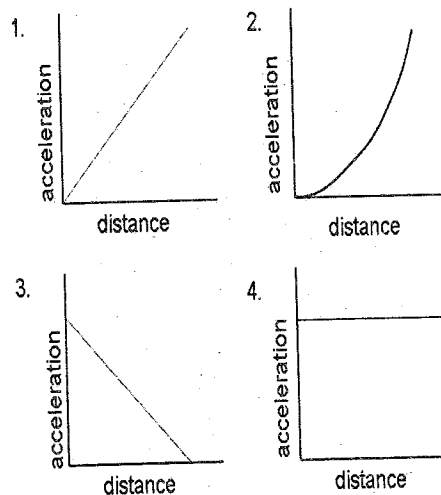 1.
acceleration
distance
2.
acceleration
distance
3.
acceleration
distance
4.
acceleration
distance